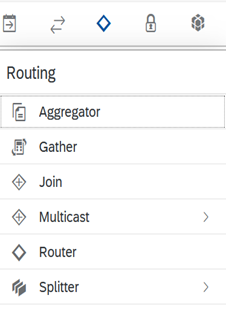 Routing
Aggregator
Gather
Join
Multicast
Router
Splitter